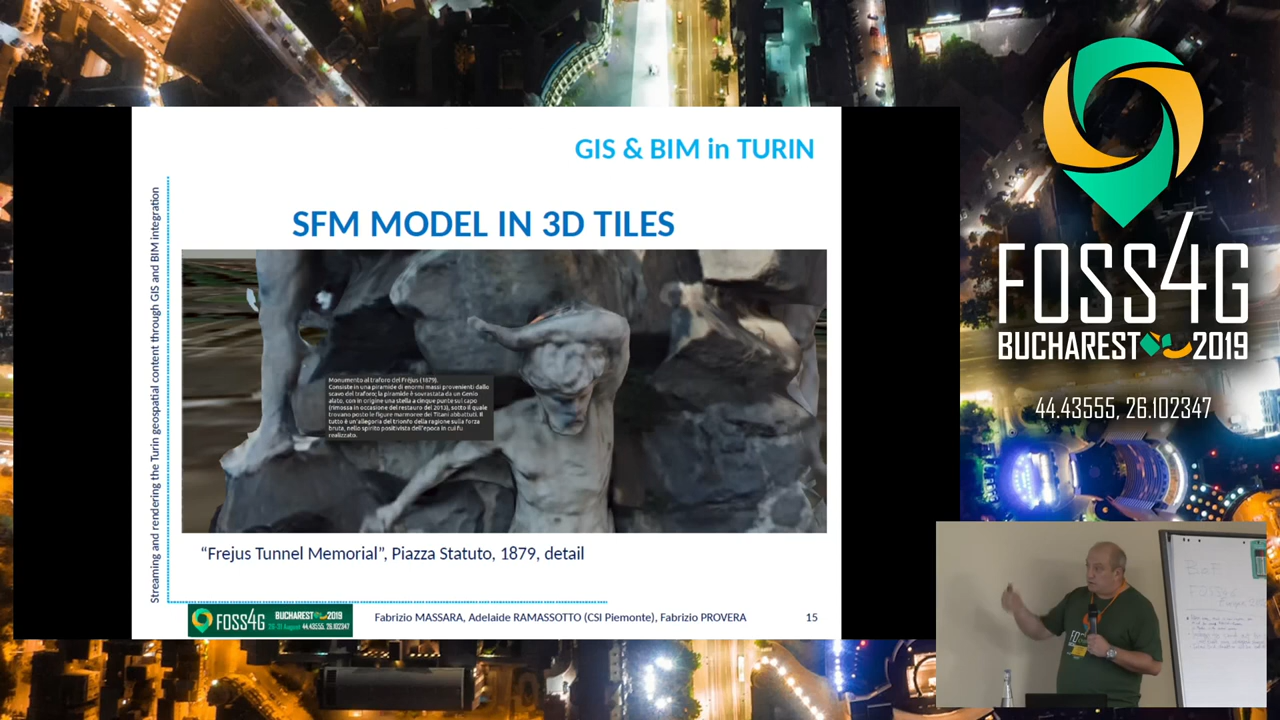 GIS & BIM in TURIN
SFM MODEL IN 3D TILES
Streaming and rendering the Turin geospatial content through GIS and BIM integration
Monumento al traforo del Fréjus (1879).
Consiste in una piramide di enormi massi provenienti dallo
scavo del traforo; la piramide è sovrastata da un Genio
alato, con in origine una stella a cinque punte sul capo
(rimossa in occasione del restauro del 2013), sotto il quale
trovano posto le figure marmoree dei Titani abbattuti. Il
tutto è un'allegoria del trionfo della ragione sulla forza
bruta, nello spirito positivista dell'epoca in cui fu
realizzato.
“Frejus Tunnel Memorial”, Piazza Statuto, 1879, detail
FOSS4G
BUCHAREST 2019
26-31 August 44.43555, 26.102347
Fabrizio MASSARA, Adelaide RAMASSOTTO (CSI Piemonte), Fabrizio PROVERA
15
FOSS4G
BUCHAREST 2019
44.43555, 26.102347